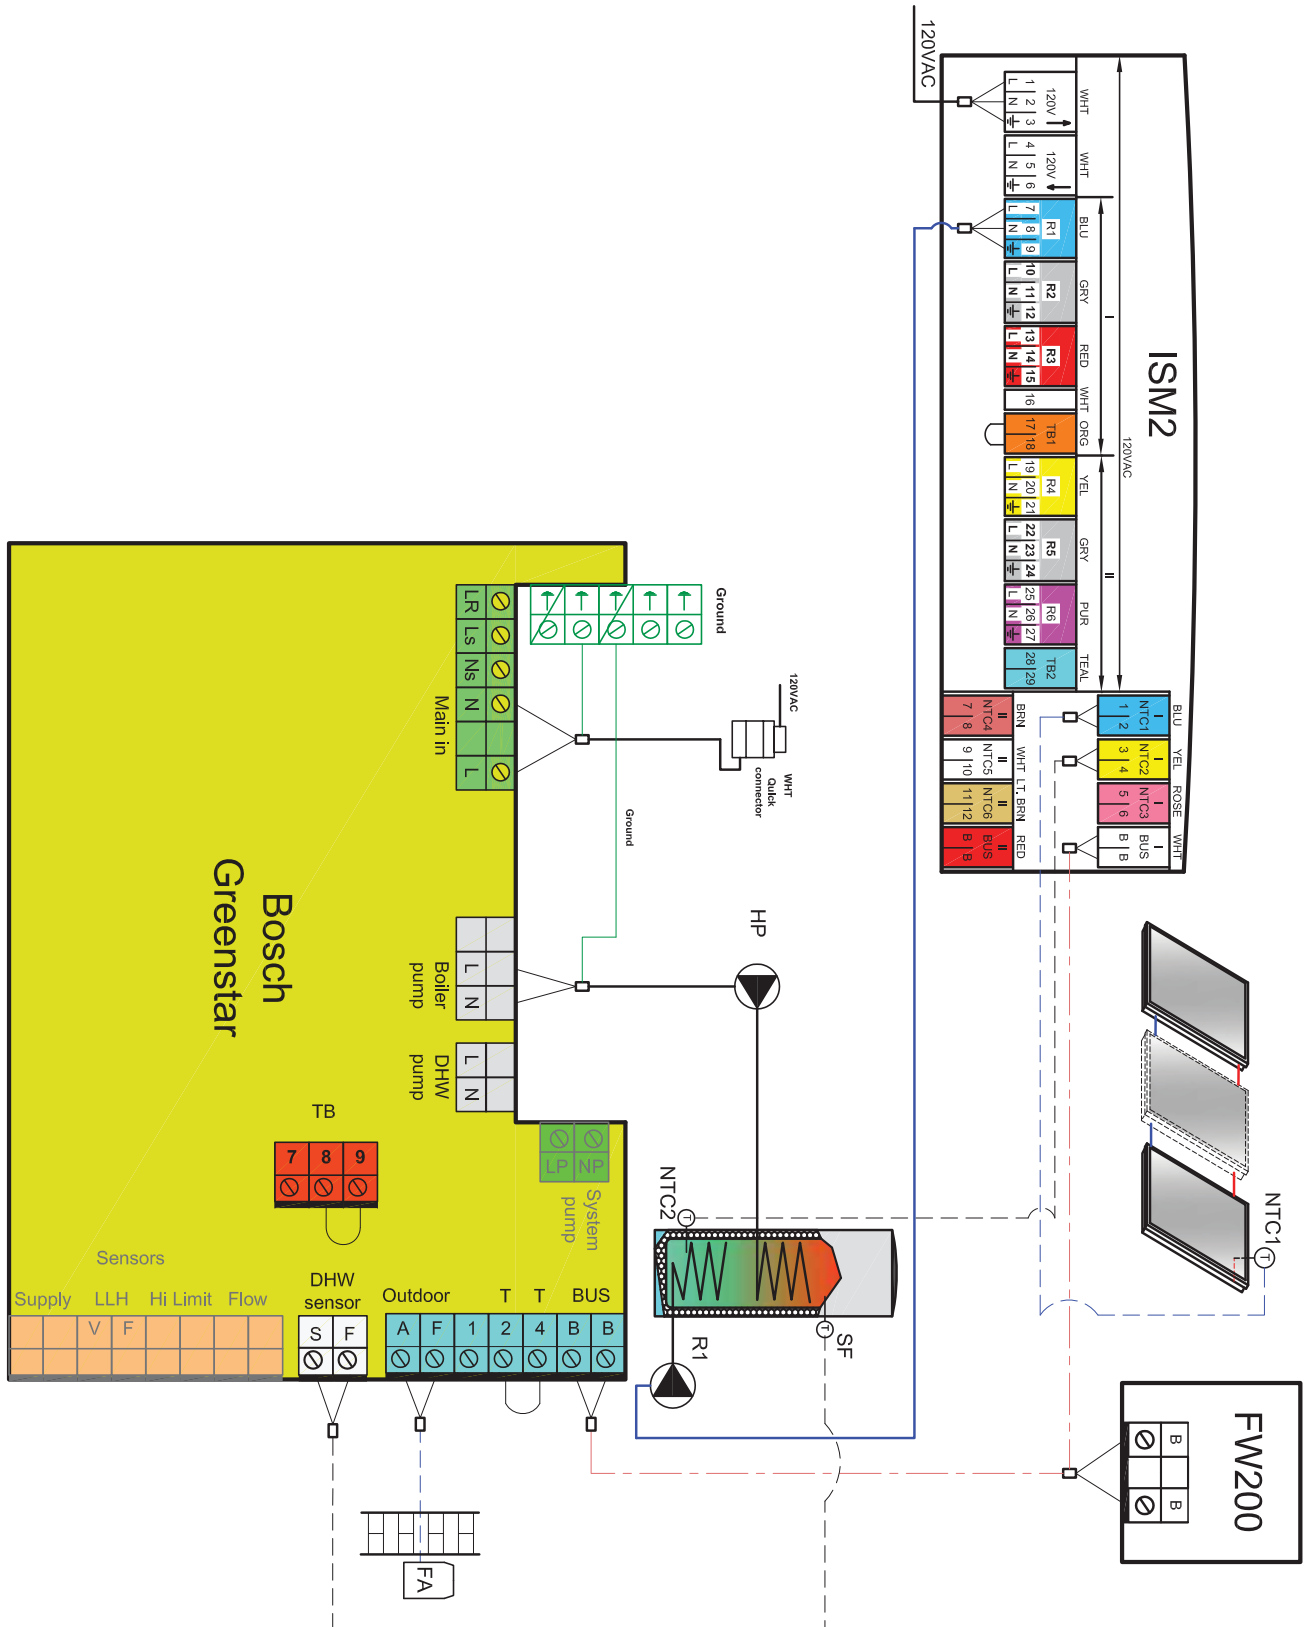 120VAC
ISM2
120VAC
I
II
WHT
WHT
BLU
GRY
RED
WHT
ORG
YEL
GRY
PUR
TEAL
120V
1 2 3
L N
120V
4 5 6
L N
R1
7 8 9
L N
R2
10 11 12
L N
R3
13 14 15
L N
16
TB1
17 18
R4
19 20 21
L N
R5
22 23 24
L N
R6
25 26 27
L N
TB2
28 29
BLU
YEL
ROSE
WHT
I
NTC1
1 2
I
NTC2
3 4
I
NTC3
5 6
I
BUS
B B
BRN
WHT
LT. BRN
RED
II
NTC4
7 8
II
NTC5
9 10
II
NTC6
11 12
II
BUS
B B
Ground
120VAC
WHT
Quick
connector
Ground
LR
Ls
Ns
N
L
Main in
Bosch
Greenstar
L
N
Boiler
pump
L
N
DHW
pump
HP
TB
7 8 9
LP NP
System
pump
NTC2
T
NTC1
T
R1
SF
T
Sensors
Supply LLH Hi Limit Flow
V F
DHW
sensor
S F
Outdoor T T BUS
A F 1 2 4 B B
FA
FW200
B
B